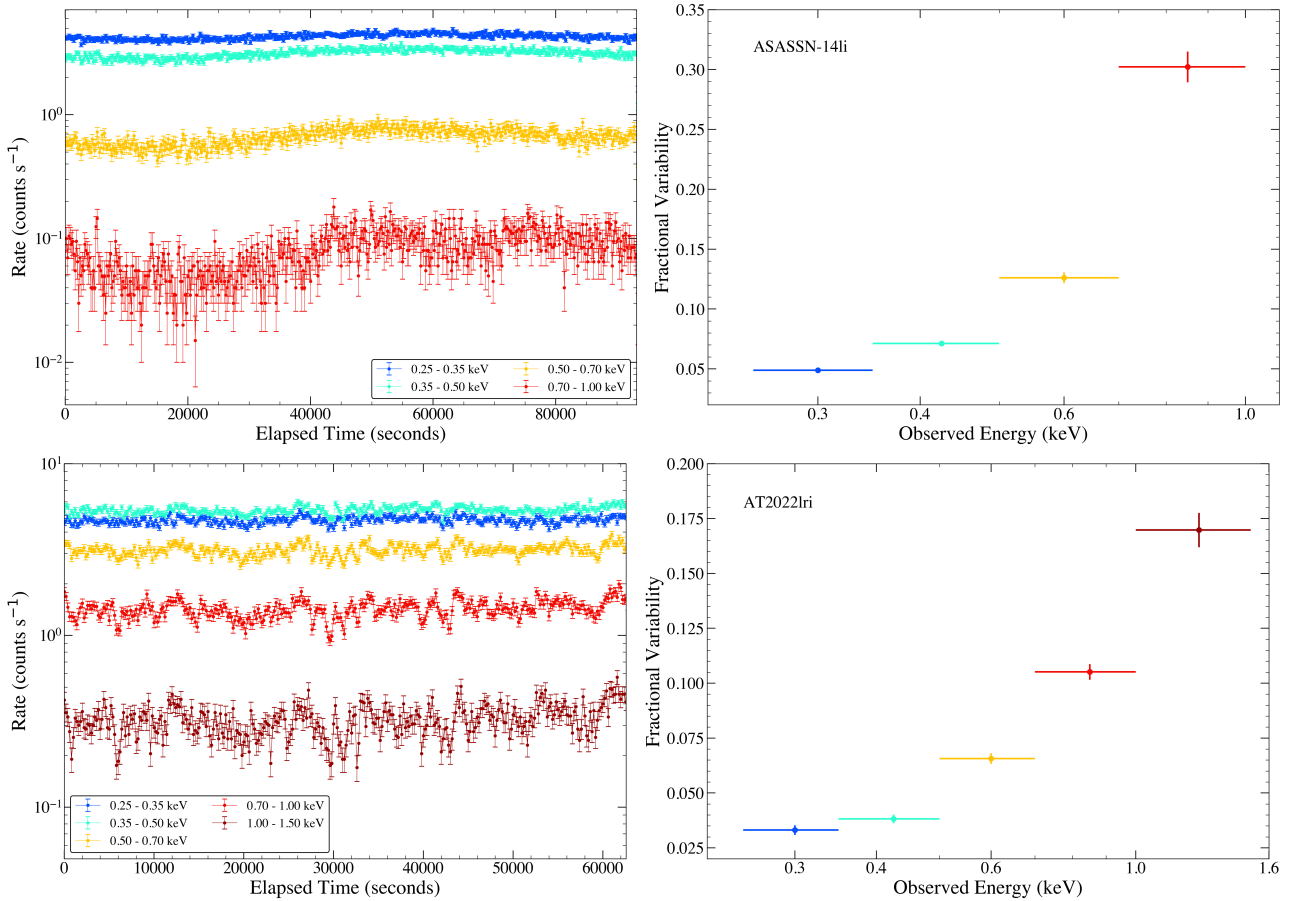 Rate (counts s⁻¹)
10⁰
10⁻¹
10⁻²
0.25 - 0.35 keV
0.35 - 0.50 keV
0.50 - 0.70 keV
0.70 - 1.00 keV
0 20000 40000 60000 80000
Elapsed Time (seconds)
ASASSN-14li
Fractional Variability
0.35
0.30
0.25
0.20
0.15
0.10
0.05
0.3 0.4 0.6 1.0
Observed Energy (keV)
Rate (counts s⁻¹)
10¹
10⁰
10⁻¹
0.25 - 0.35 keV
0.35 - 0.50 keV
0.50 - 0.70 keV
0.70 - 1.00 keV
1.00 - 1.50 keV
0 10000 20000 30000 40000 50000 60000
Elapsed Time (seconds)
AT2022lri
Fractional Variability
0.200
0.175
0.150
0.125
0.100
0.075
0.050
0.025
0.3 0.4 0.6 1.0 1.6
Observed Energy (keV)